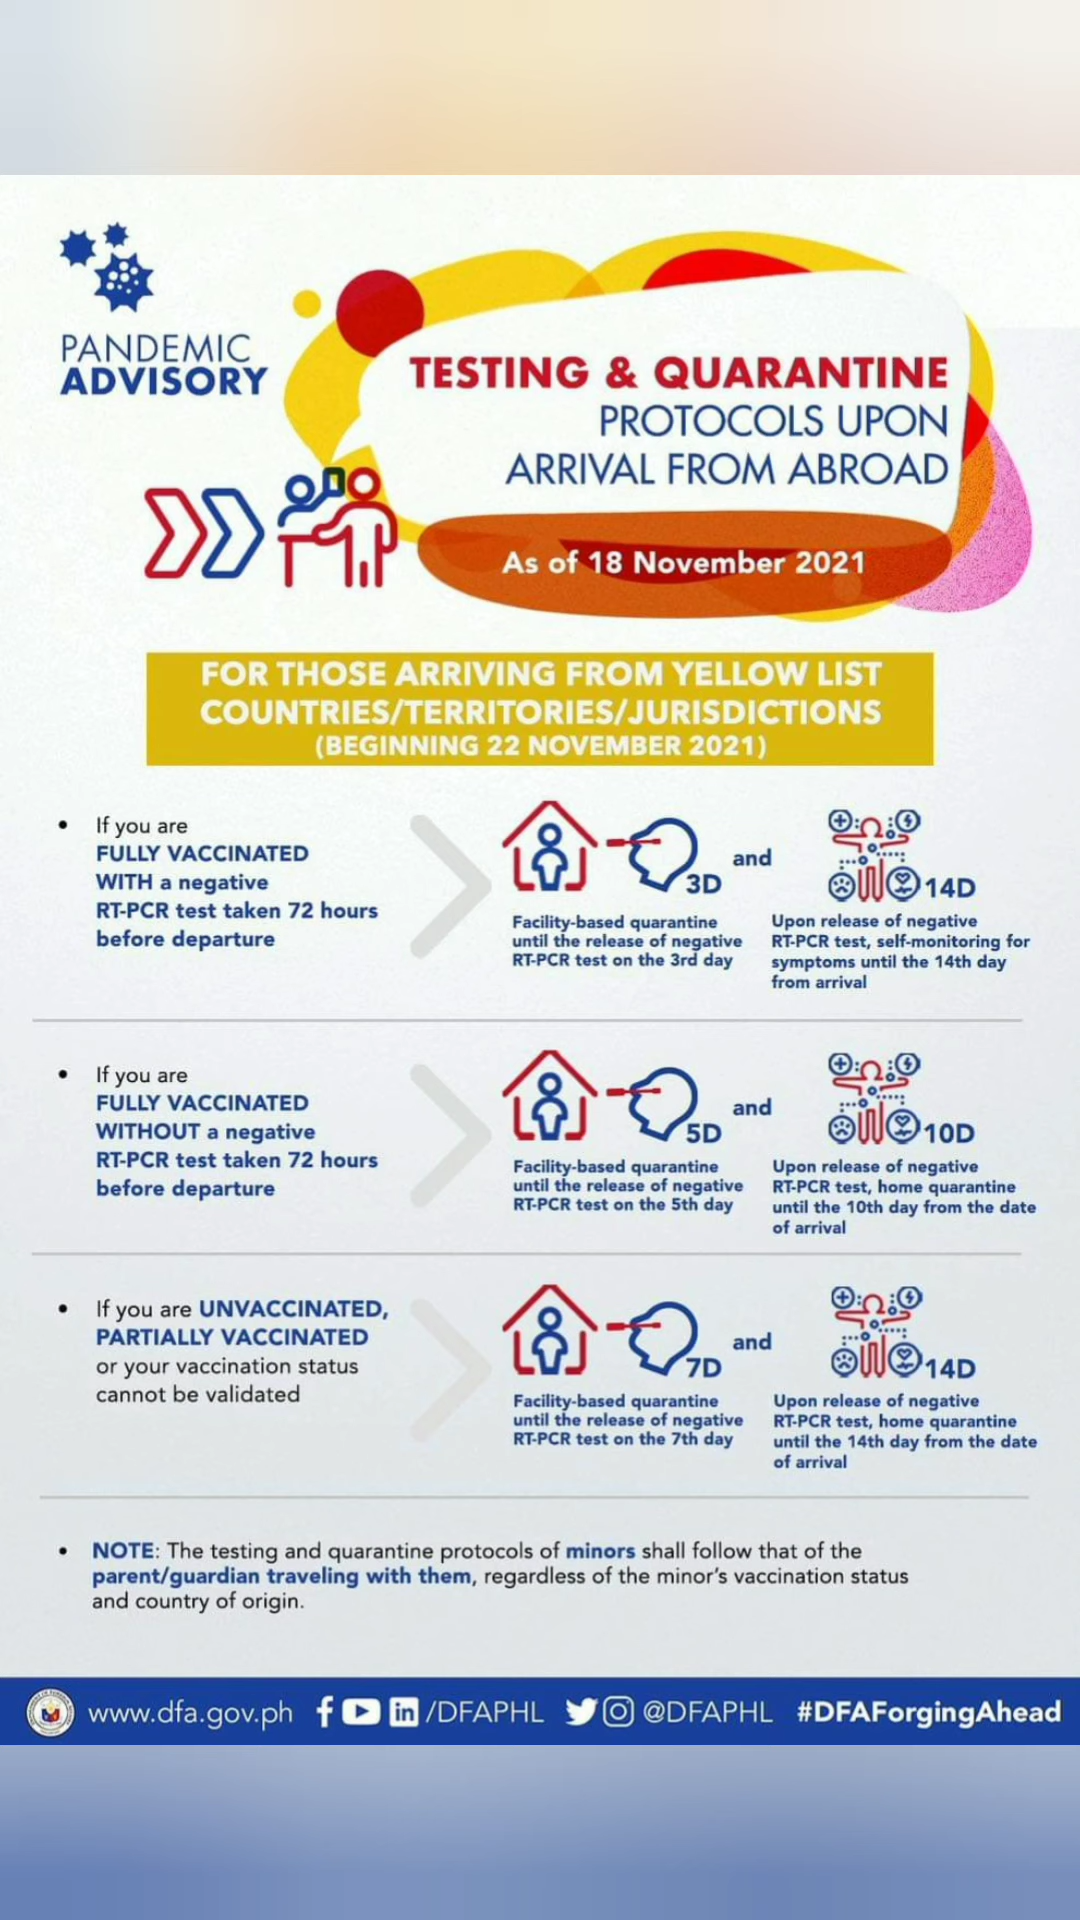 PANDEMIC
ADVISORY
TESTING & QUARANTINE
PROTOCOLS UPON
ARRIVAL FROM ABROAD
As of 18 November 2021
FOR THOSE ARRIVING FROM YELLOW LIST
COUNTRIES/TERRITORIES/JURISDICTIONS
(BEGINNING 22 NOVEMBER 2021)
• If you are
FULLY VACCINATED
WITH a negative
RT-PCR test taken 72 hours
before departure
3D
Facility-based quarantine
until the release of negative
RT-PCR test on the 3rd day
and
14D
Upon release of negative
RT-PCR test, self-monitoring for
symptoms until the 14th day
from arrival
• If you are
FULLY VACCINATED
WITHOUT a negative
RT-PCR test taken 72 hours
before departure
5D
Facility-based quarantine
until the release of negative
RT-PCR test on the 5th day
and
10D
Upon release of negative
RT-PCR test, home quarantine
until the 10th day from the date
of arrival
• If you are UNVACCINATED,
PARTIALLY VACCINATED
or your vaccination status
cannot be validated
7D
Facility-based quarantine
until the release of negative
RT-PCR test on the 7th day
and
14D
Upon release of negative
RT-PCR test, home quarantine
until the 14th day from the date
of arrival
• NOTE: The testing and quarantine protocols of minors shall follow that of the
parent/guardian traveling with them, regardless of the minor's vaccination status
and country of origin.
www.dfa.gov.ph f in /DFAPHL @DFAPHL #DFAForgingAhead